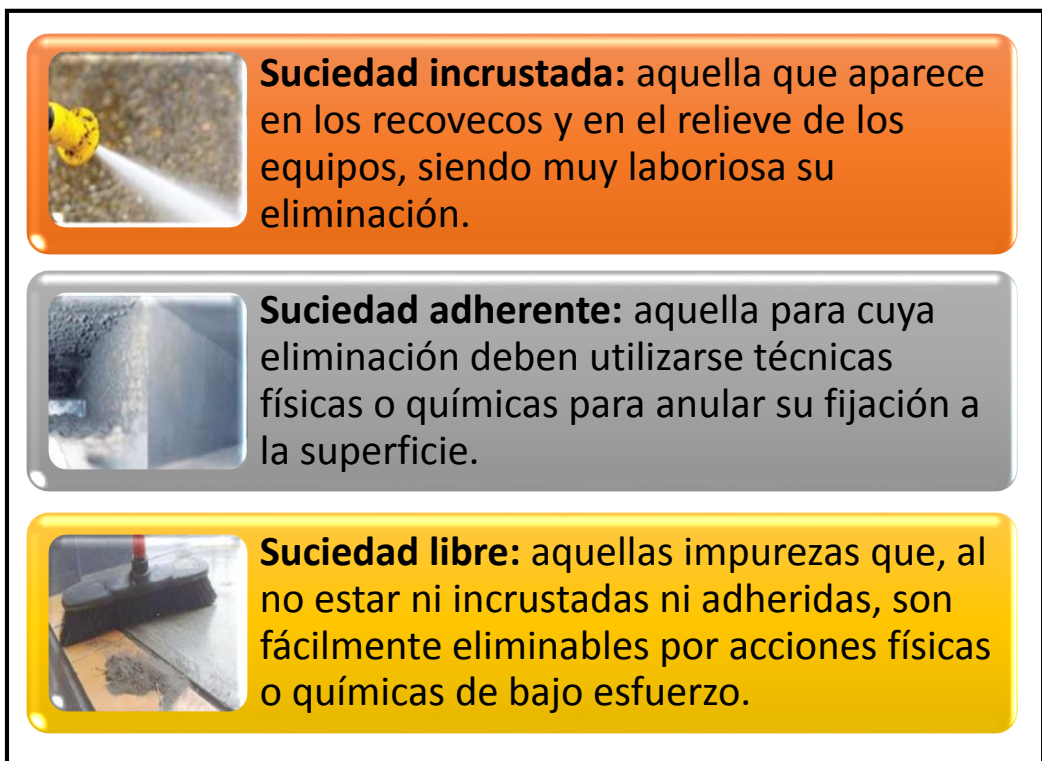 Suciedad incrustada: aquella que aparece
en los recovecos y en el relieve de los
equipos, siendo muy laboriosa su
eliminación.
Suciedad adherente: aquella para cuya
eliminación deben utilizarse técnicas
físicas o químicas para anular su fijación a
la superficie.
Suciedad libre: aquellas impurezas que, al
no estar ni incrustadas ni adheridas, son
fácilmente eliminables por acciones físicas
o químicas de bajo esfuerzo.